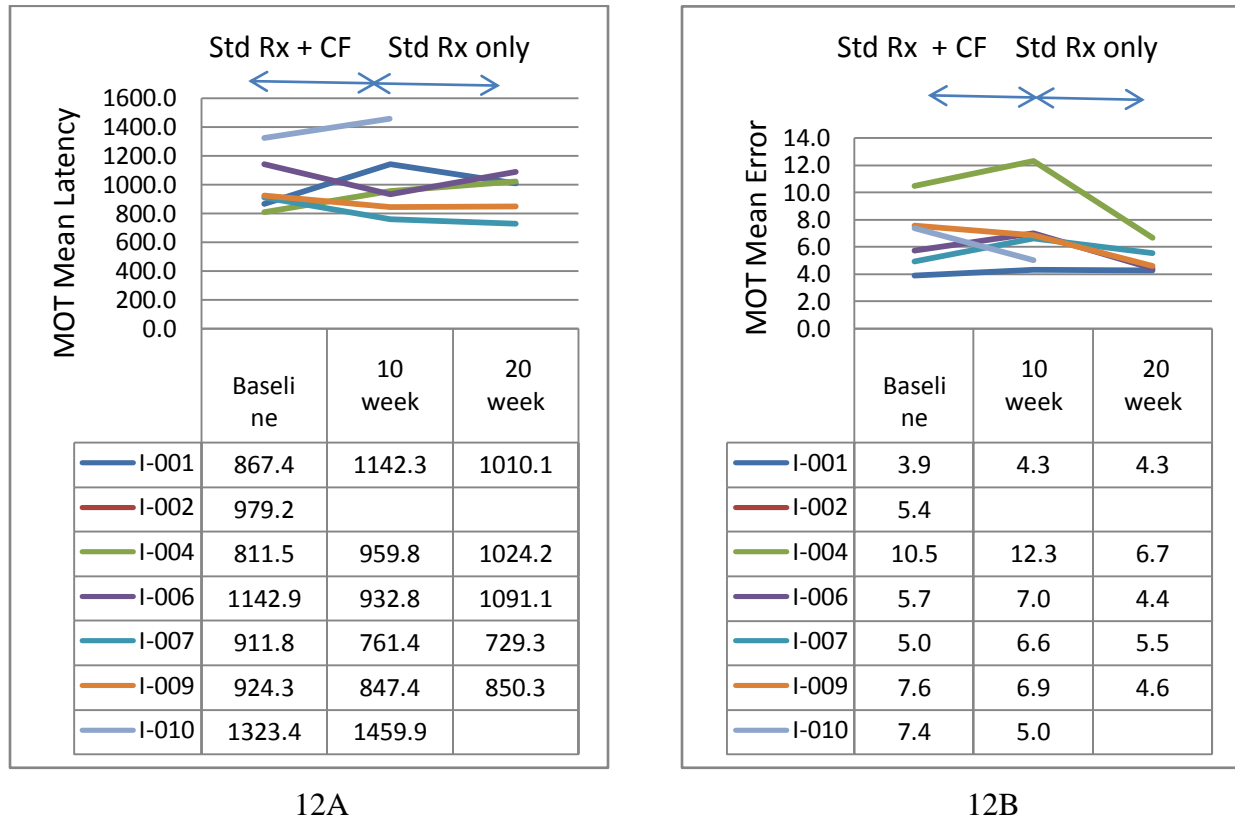 Std Rx + CF Std Rx only
MOT Mean Latency
1600.0
1400.0
1200.0
1000.0
800.0
600.0
400.0
200.0
0.0
Baseli
ne
10
week
20
week
I-001 867.4 1142.3 1010.1
I-002 979.2
I-004 811.5 959.8 1024.2
I-006 1142.9 932.8 1091.1
I-007 911.8 761.4 729.3
I-009 924.3 847.4 850.3
I-010 1323.4 1459.9
12A
Std Rx + CF Std Rx only
MOT Mean Error
14.0
12.0
10.0
8.0
6.0
4.0
2.0
0.0
Baseli
ne
10
week
20
week
I-001 3.9 4.3 4.3
I-002 5.4
I-004 10.5 12.3 6.7
I-006 5.7 7.0 4.4
I-007 5.0 6.6 5.5
I-009 7.6 6.9 4.6
I-010 7.4 5.0
12B